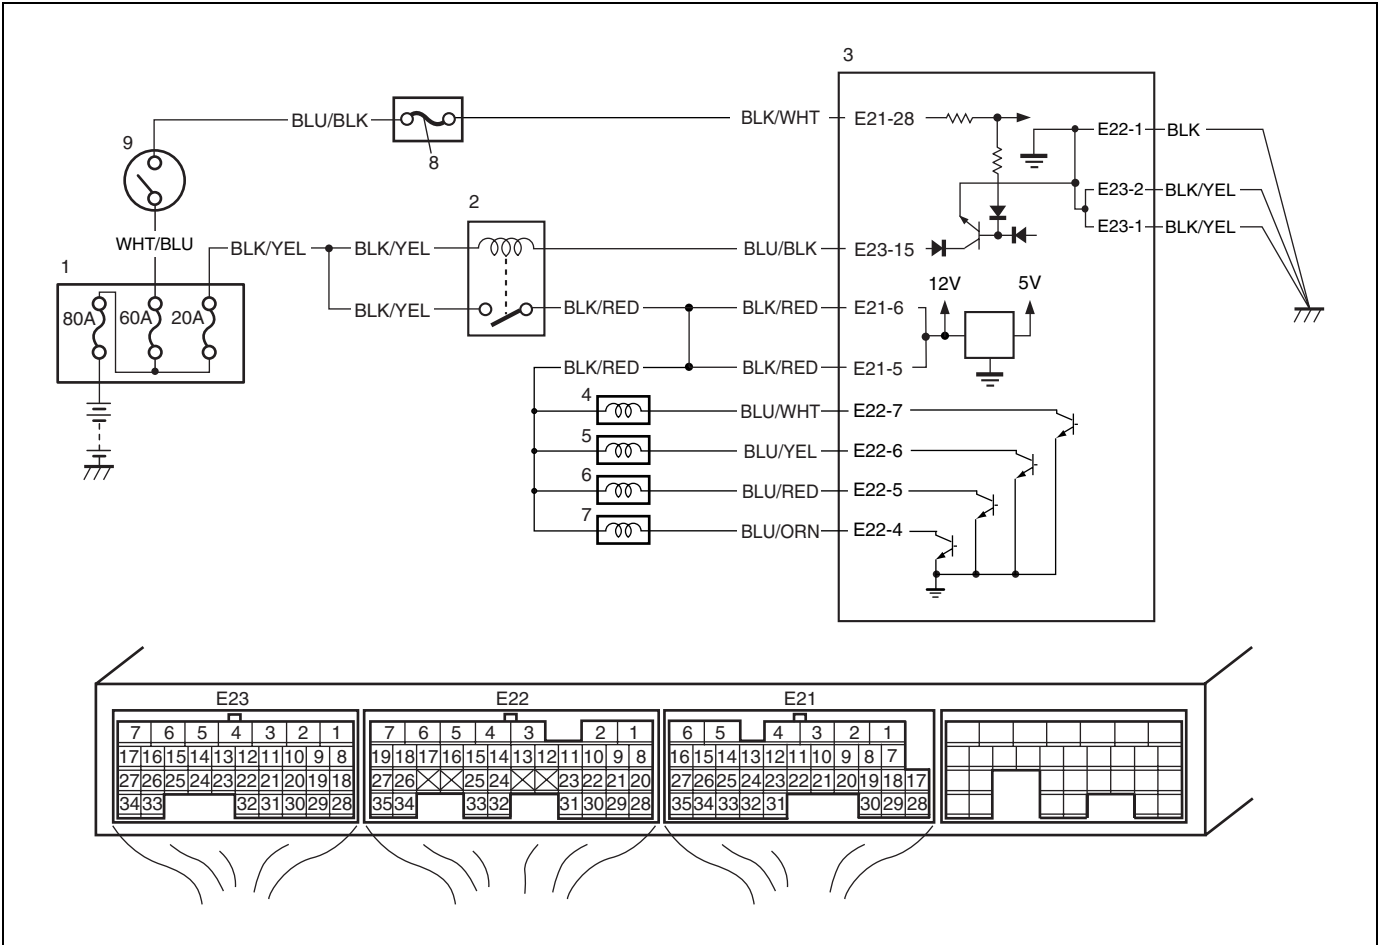 3
BLU/BLK
BLK/WHT
E21-28
8
9
E22-1
BLK
E23-2
BLK/YEL
E23-1
BLK/YEL
2
WHT/BLU
BLK/YEL
BLK/YEL
BLU/BLK
E23-15
1
12V
5V
80A
60A
20A
BLK/YEL
BLK/RED
BLK/RED
E21-6
BLK/RED
BLK/RED
E21-5
4
BLU/WHT
E22-7
5
BLU/YEL
E22-6
6
BLU/RED
E22-5
7
BLU/ORN
E22-4
E23
7 6 5 4 3 2 1
17 16 15 14 13 12 11 10 9 8
27 26 25 24 23 22 21 20 19 18
34 33 32 31 30 29 28
E22
7 6 5 4 3 2 1
19 18 17 16 15 14 13 12 11 10 9 8
27 26 25 24 23 22 21 20
35 34 33 32 31 30 29 28
E21
6 5 4 3 2 1
16 15 14 13 12 11 10 9 8 7
27 26 25 24 23 22 21 20 19 18 17
35 34 33 32 31 30 29 28